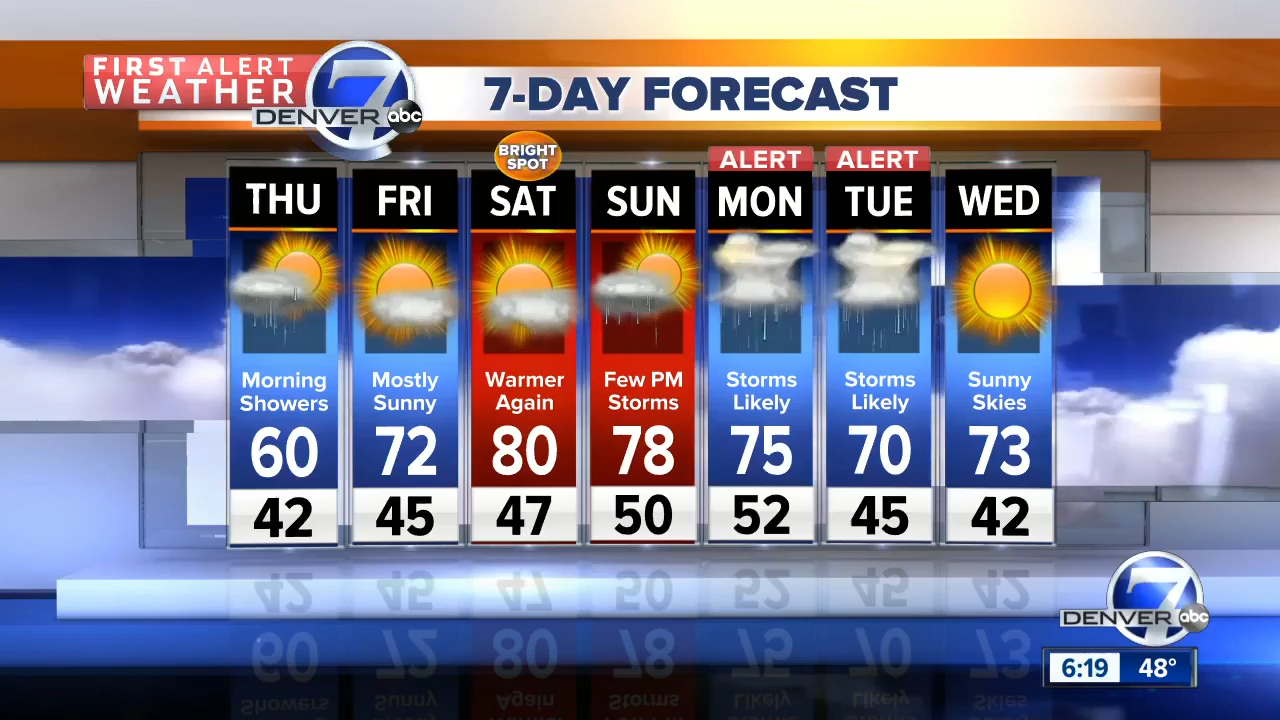 FIRST ALERT
WEATHER
7
DENVER
abc
7-DAY FORECAST
BRIGHT
SPOT
ALERT
ALERT
THU
FRI
SAT
SUN
MON
TUE
WED
Morning
Showers
Mostly
Sunny
Warmer
Again
Few PM
Storms
Storms
Likely
Storms
Likely
Sunny
Skies
60
72
80
78
75
70
73
42
45
47
50
52
45
42
7
DENVER
abc
6:19
48°